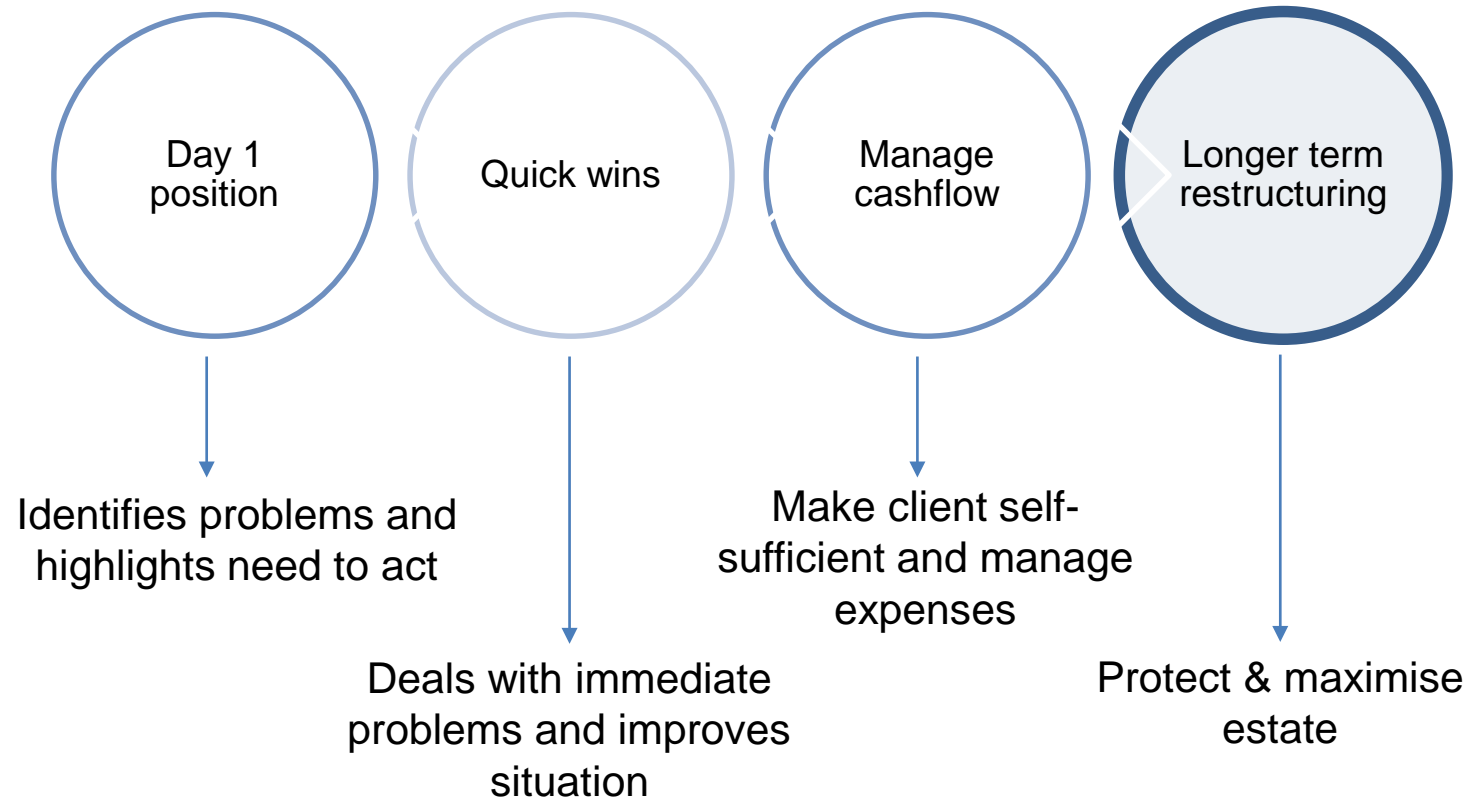 Day 1
position
Quick wins
Manage
cashflow
Longer term
restructuring
Identifies problems and
highlights need to act
Deals with immediate
problems and improves
situation
Make client self-
sufficient and manage
expenses
Protect & maximise
estate